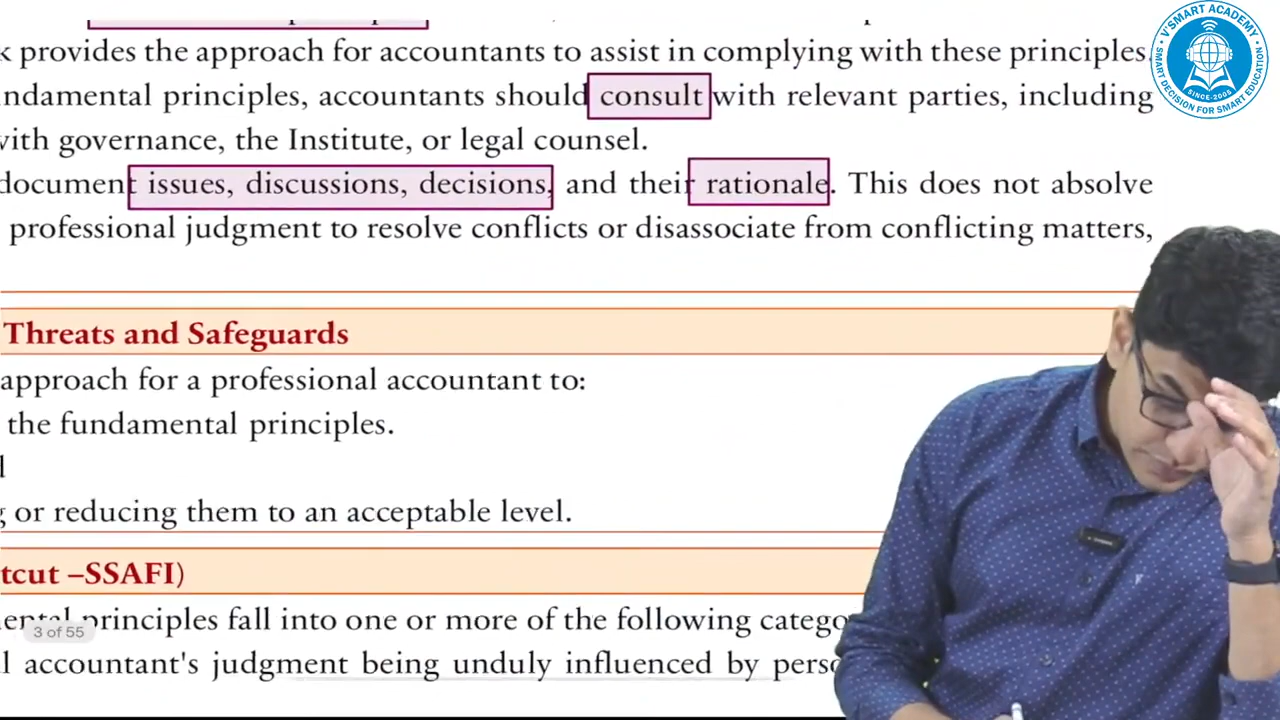 k provides the approach for accountants to assist in complying with these principles.
ndamental principles, accountants should consult with relevant parties, including
with governance, the Institute, or legal counsel.
document issues, discussions, decisions, and their rationale. This does not absolve
professional judgment to resolve conflicts or disassociate from conflicting matters,
Threats and Safeguards
approach for a professional accountant to:
the fundamental principles.
d
g or reducing them to an acceptable level.
tcut –SSAFI)
ental principles fall into one or more of the following catego
3 of 55
l accountant's judgment being unduly influenced by perso
V'SMART ACADEMY
SMART DECISION FOR SMART EDUCATION
SINCE-2005